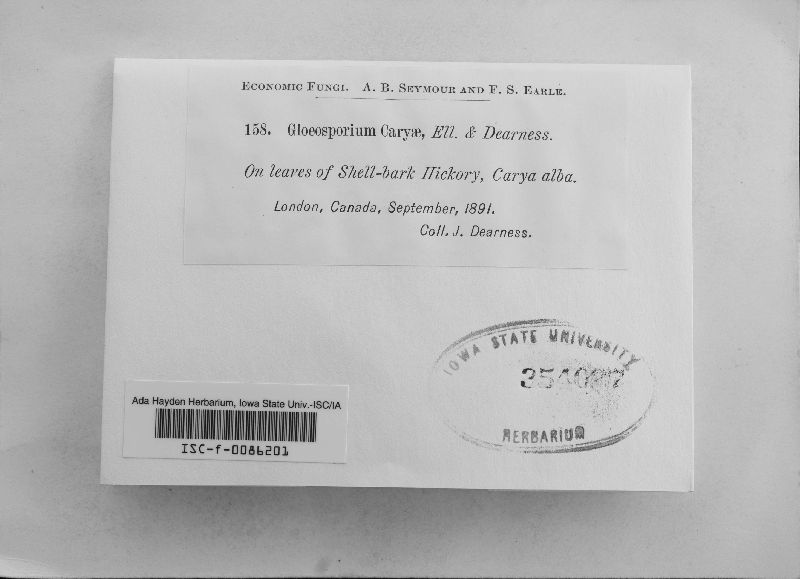 Economic Fungi. A. B. Seymour and F. S. Earle.
158. Gloeosporium Caryæ, Ell. & Dearness.
On leaves of Shell-bark Hickory, Carya alba.
London, Canada, September, 1891.
Coll. J. Dearness.
IOWA STATE UNIVERSITY
HERBARIUM
Ada Hayden Herbarium, Iowa State Univ.-ISC/IA
ISC-f-0086201